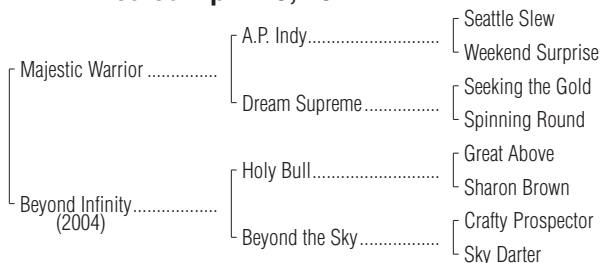 Seattle Slew
A.P. Indy..................................
Weekend Surprise
Majestic Warrior ...............
Seeking the Gold
Dream Supreme...................
Spinning Round
Great Above
Holy Bull................................
Sharon Brown
Beyond Infinity.....................
(2004)
Crafty Prospector
Beyond the Sky....................
Sky Darter